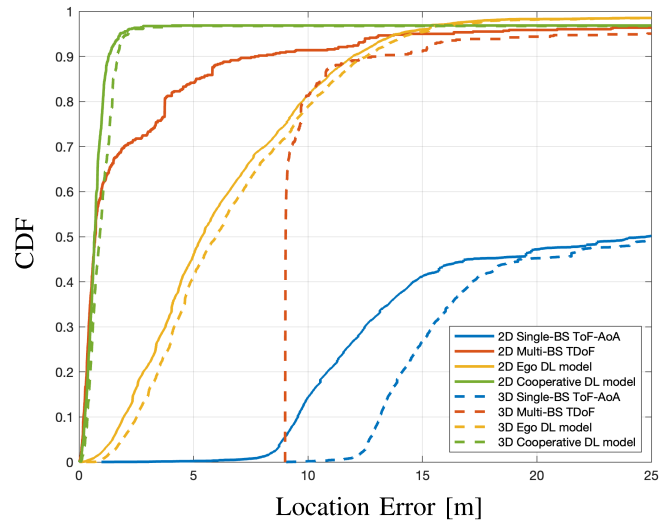 1
0.9
0.8
0.7
0.6
0.5
0.4
0.3
0.2
0.1
0
CDF
2D Single-BS ToF-AoA
2D Multi-BS TDoF
2D Ego DL model
2D Cooperative DL model
3D Single-BS ToF-AoA
3D Multi-BS TDoF
3D Ego DL model
3D Cooperative DL model
0 5 10 15 20 25
Location Error [m]